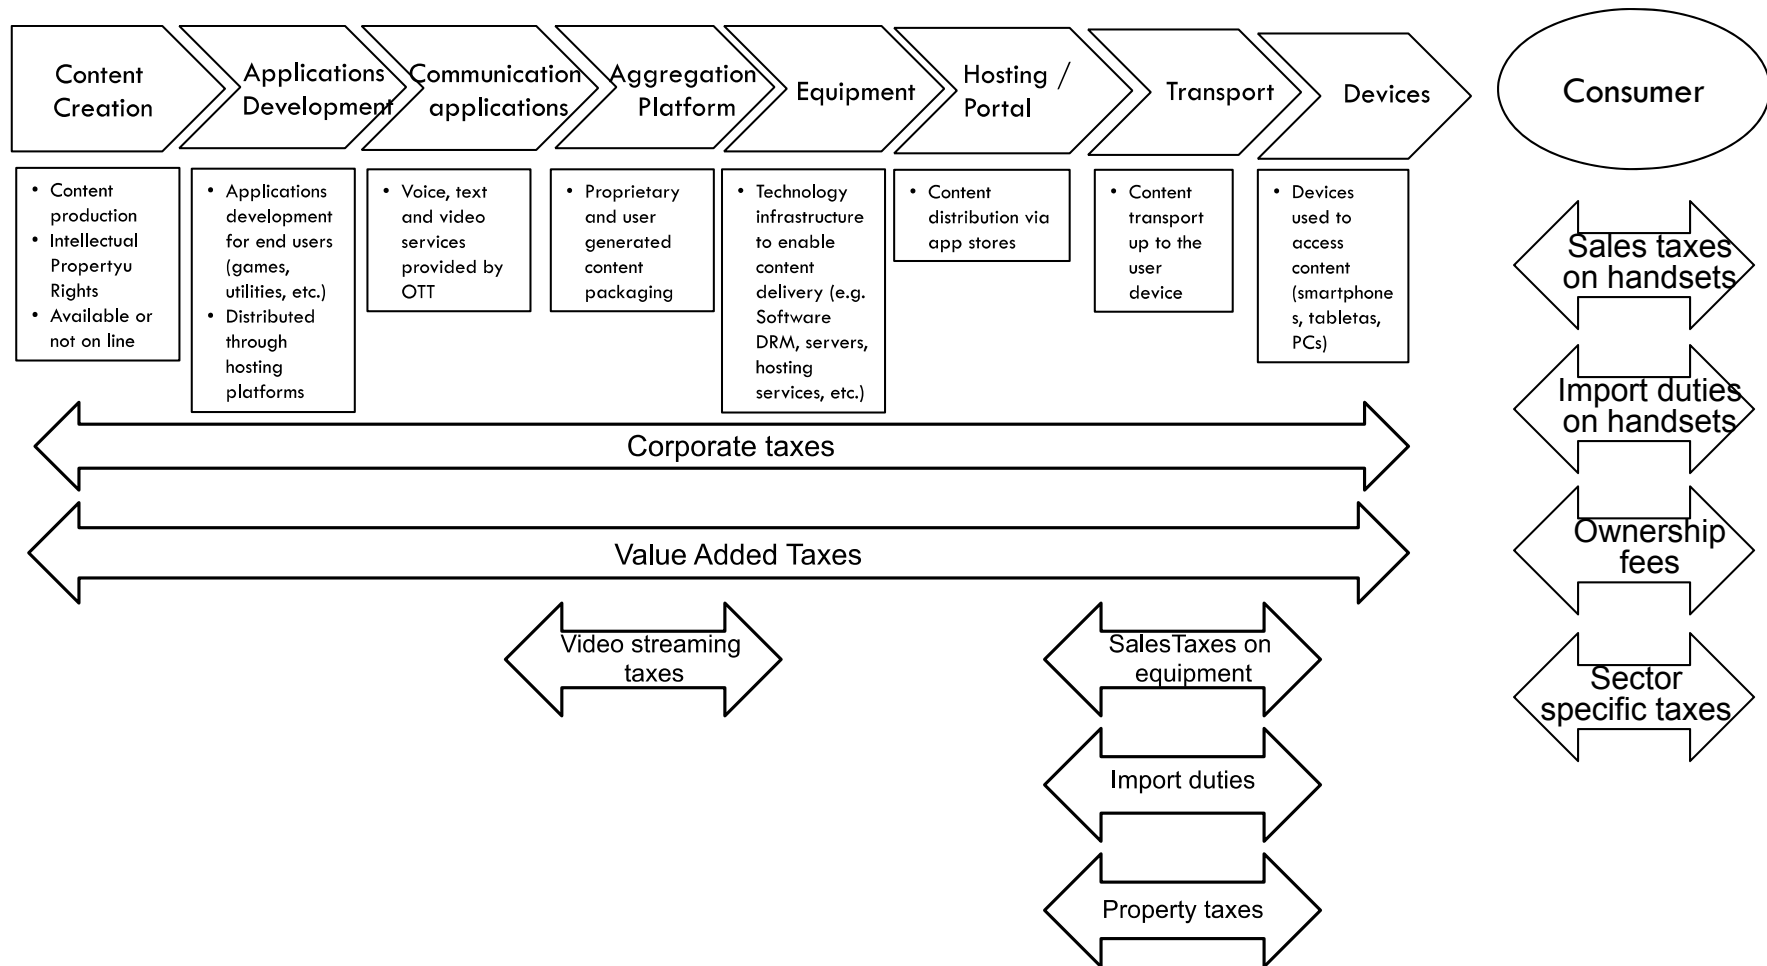 Content
Creation
Applications
Development
Communication
applications
Aggregation
Platform
Equipment
Hosting /
Portal
Transport
Devices
Consumer
• Content
production
• Intellectual
Propertyu
Rights
• Available or
not on line
• Applications
development
for end users
(games,
utilities, etc.)
• Distributed
through
hosting
platforms
• Voice, text
and video
services
provided by
OTT
• Proprietary
and user
generated
content
packaging
• Technology
infrastructure
to enable
content
delivery (e.g.
Software
DRM, servers,
hosting
services, etc.)
• Content
distribution via
app stores
• Content
transport
up to the
user
device
• Devices
used to
access
content
(smartphone
s, tabletas,
PCs)
Corporate taxes
Value Added Taxes
Video streaming
taxes
SalesTaxes on
equipment
Import duties
Property taxes
Sales taxes
on handsets
Import duties
on handsets
Ownership
fees
Sector
specific taxes